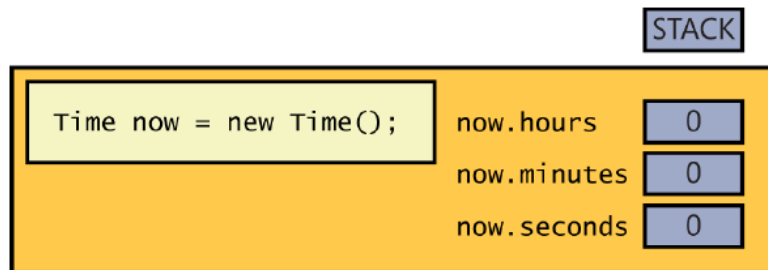 STACK
Time now = new Time();
now.hours 0
now.minutes 0
now.seconds 0